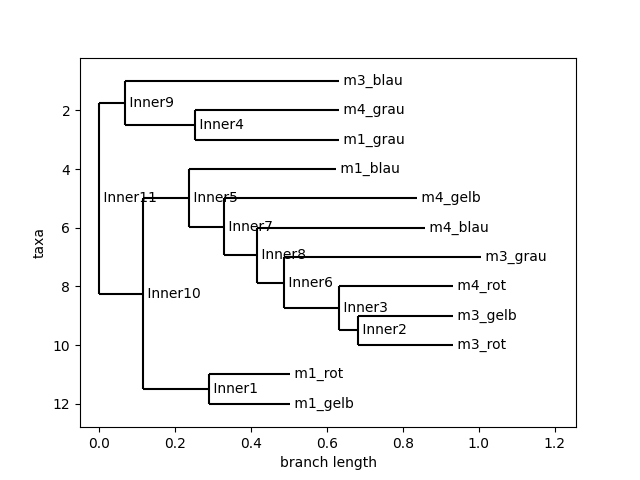 m3_blau
Inner9
m4_grau
Inner4
m1_grau
m1_blau
Inner11
Inner5
m4_gelb
Inner7
m4_blau
Inner8
m3_grau
Inner6
m4_rot
Inner10
Inner3
m3_gelb
Inner2
m3_rot
m1_rot
Inner1
m1_gelb
2
4
6
8
10
12
taxa
0.0 0.2 0.4 0.6 0.8 1.0 1.2
branch length